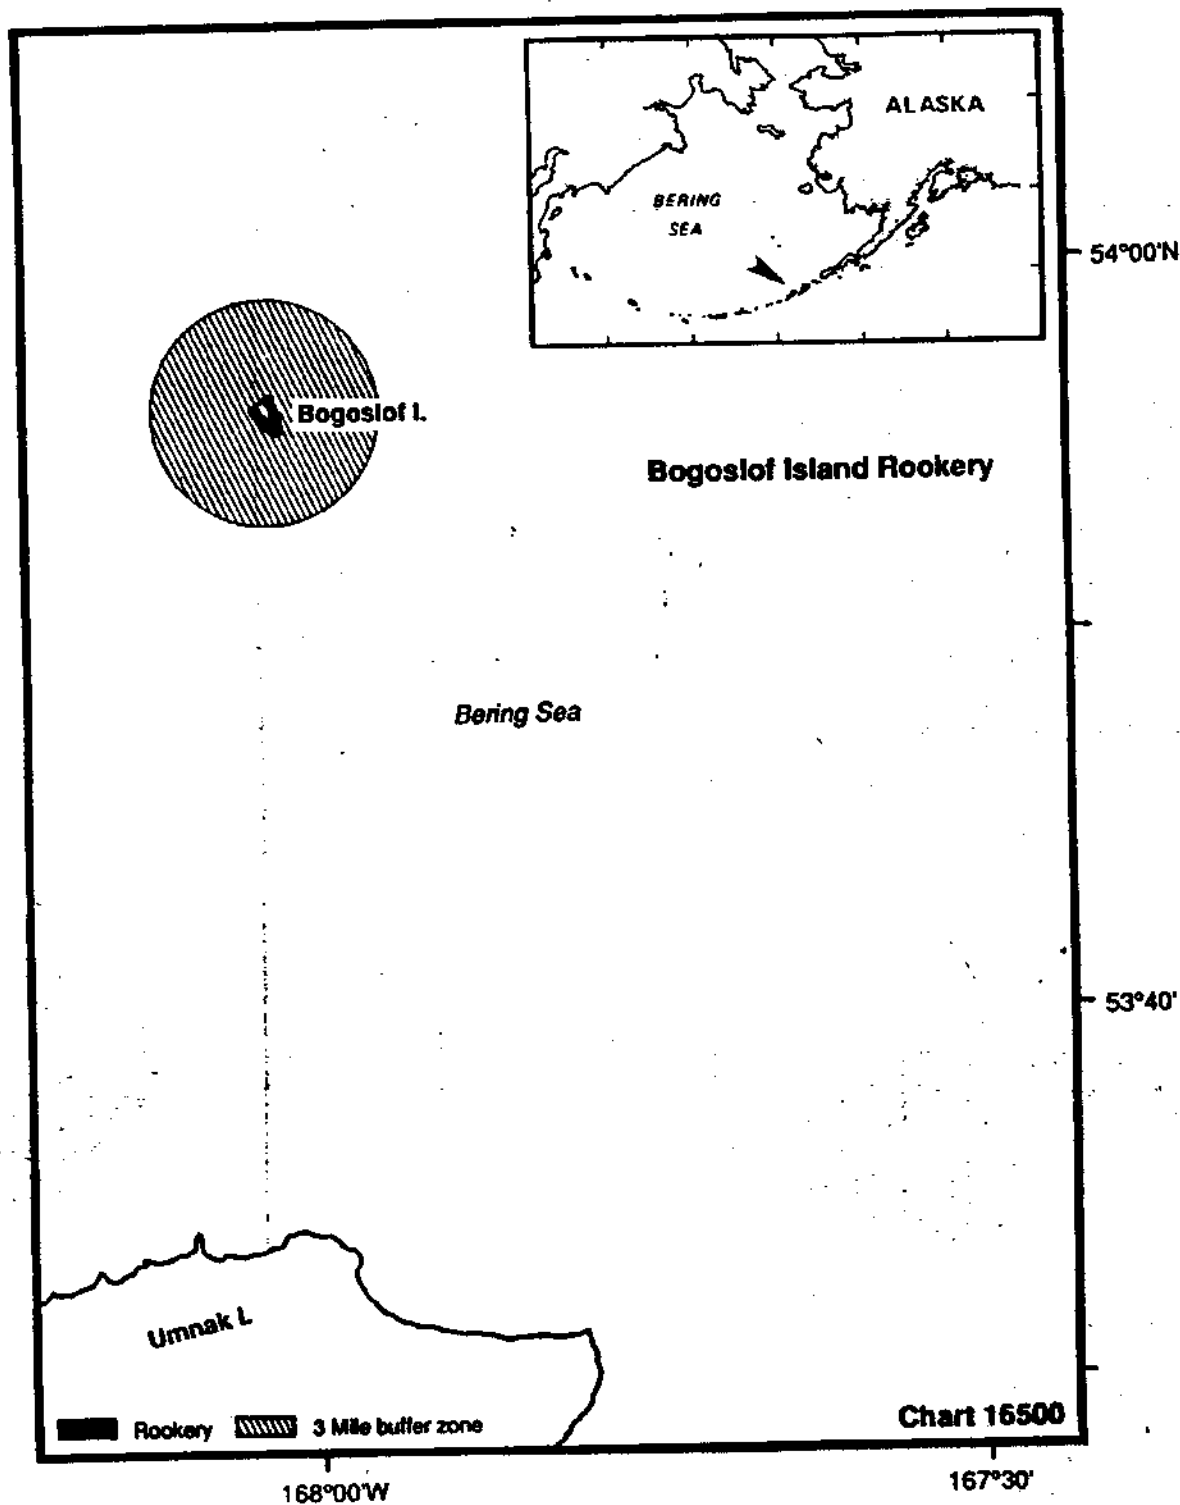 ALASKA
BERING
SEA
54°00'N
Bogoslof I.
Bogoslof Island Rookery
Bering Sea
53°40'
Umnak I.
Rookery
3 Mile buffer zone
Chart 16500
168°00'W
167°30'